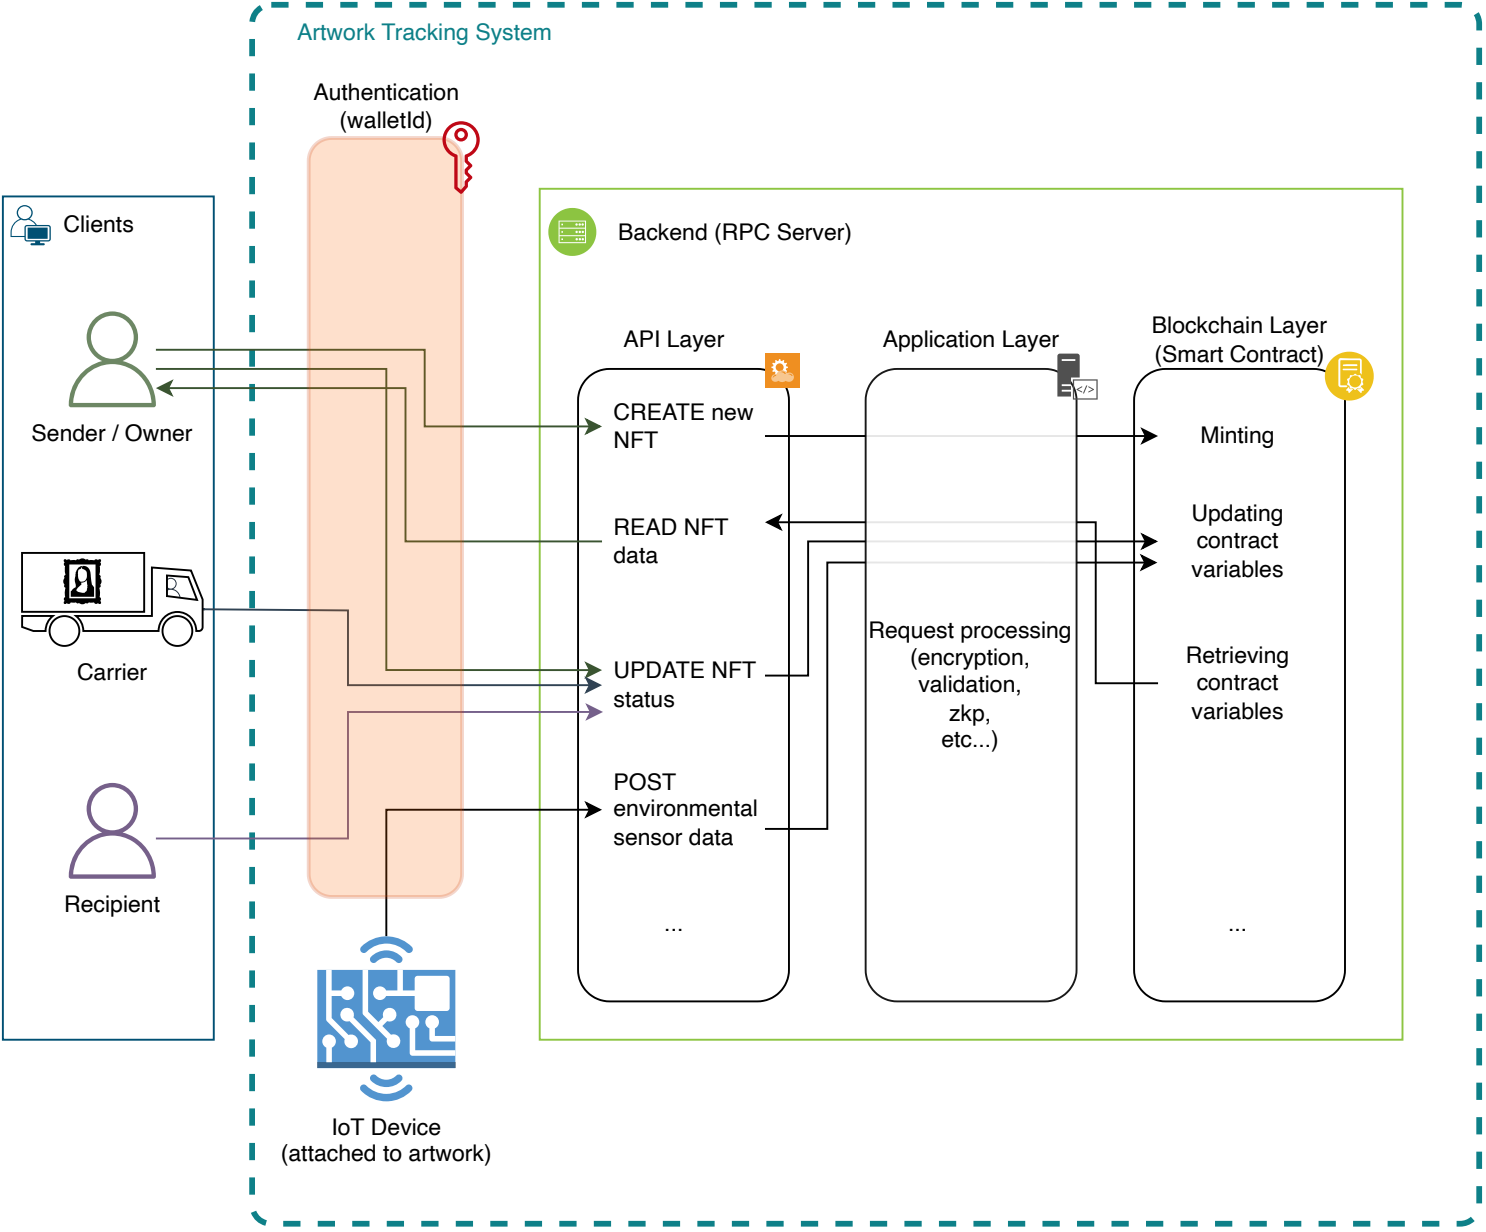 Artwork Tracking System
Authentication
(walletId)
Clients
Sender / Owner
Carrier
Recipient
IoT Device
(attached to artwork)
Backend (RPC Server)
API Layer
CREATE new
NFT
READ NFT
data
UPDATE NFT
status
POST
environmental
sensor data
...
Application Layer
</>
Request processing
(encryption,
validation,
zkp,
etc...)
Blockchain Layer
(Smart Contract)
Minting
Updating
contract
variables
Retrieving
contract
variables
...